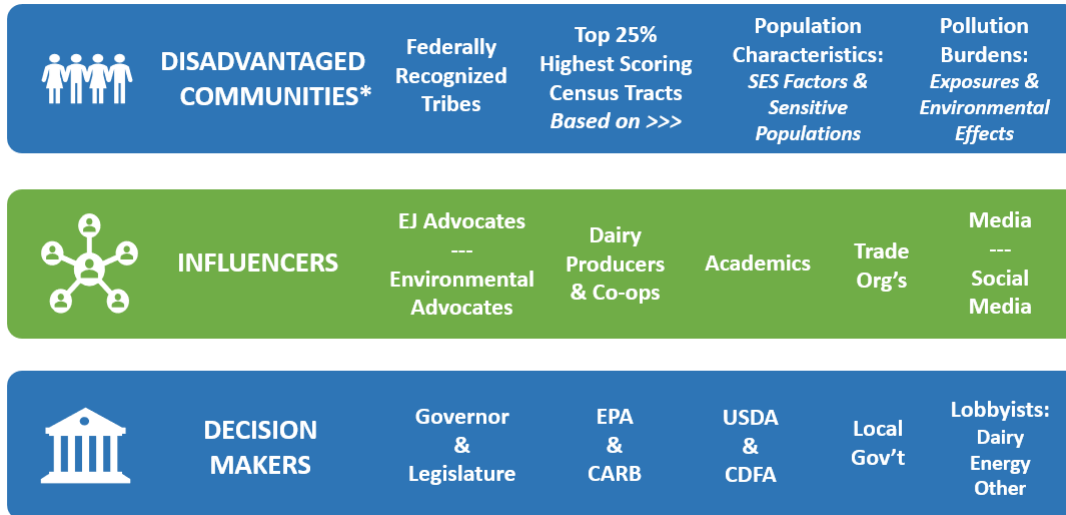 DISADVANTAGED
COMMUNITIES*
Federally
Recognized
Tribes
Top 25%
Highest Scoring
Census Tracts
Based on >>>
Population
Characteristics:
SES Factors &
Sensitive
Populations
Pollution
Burdens:
Exposures &
Environmental
Effects
INFLUENCERS
EJ Advocates
---
Environmental
Advocates
Dairy
Producers
& Co-ops
Academics
Trade
Org's
Media
---
Social
Media
DECISION
MAKERS
Governor
&
Legislature
EPA
&
CARB
USDA
&
CDFA
Local
Gov't
Lobbyists:
Dairy
Energy
Other